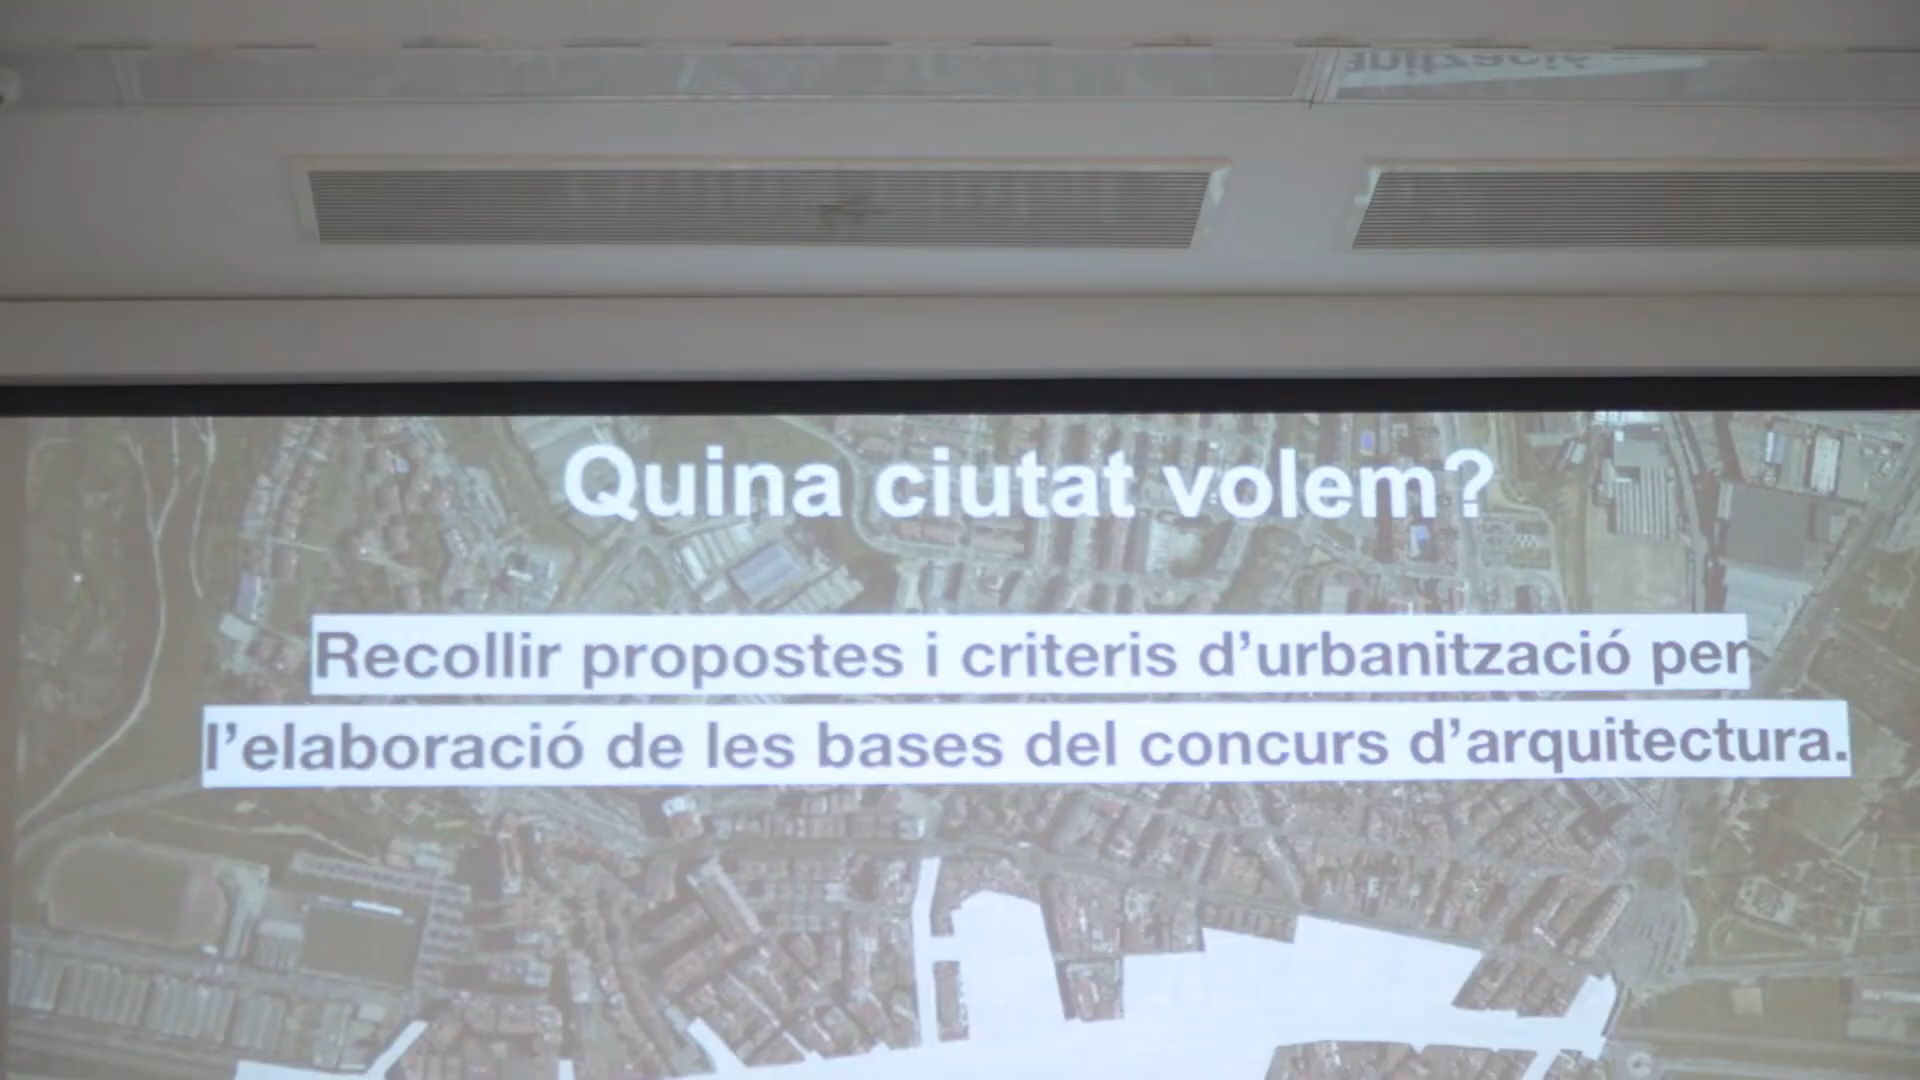 Quina ciutat volem?
Recollir propostes i criteris d'urbanització per
l'elaboració de les bases del concurs d'arquitectura.